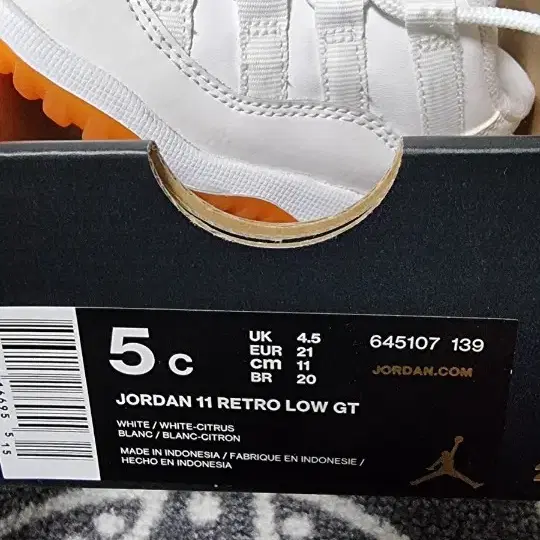 5 C
UK 4.5
EUR 21
cm 11
BR 20
645107 139
JORDAN.COM
JORDAN 11 RETRO LOW GT
WHITE / WHITE-CITRUS
BLANC / BLANC-CITRON
MADE IN INDONESIA / FABRIQUE EN INDONESIE /
HECHO EN INDONESIA